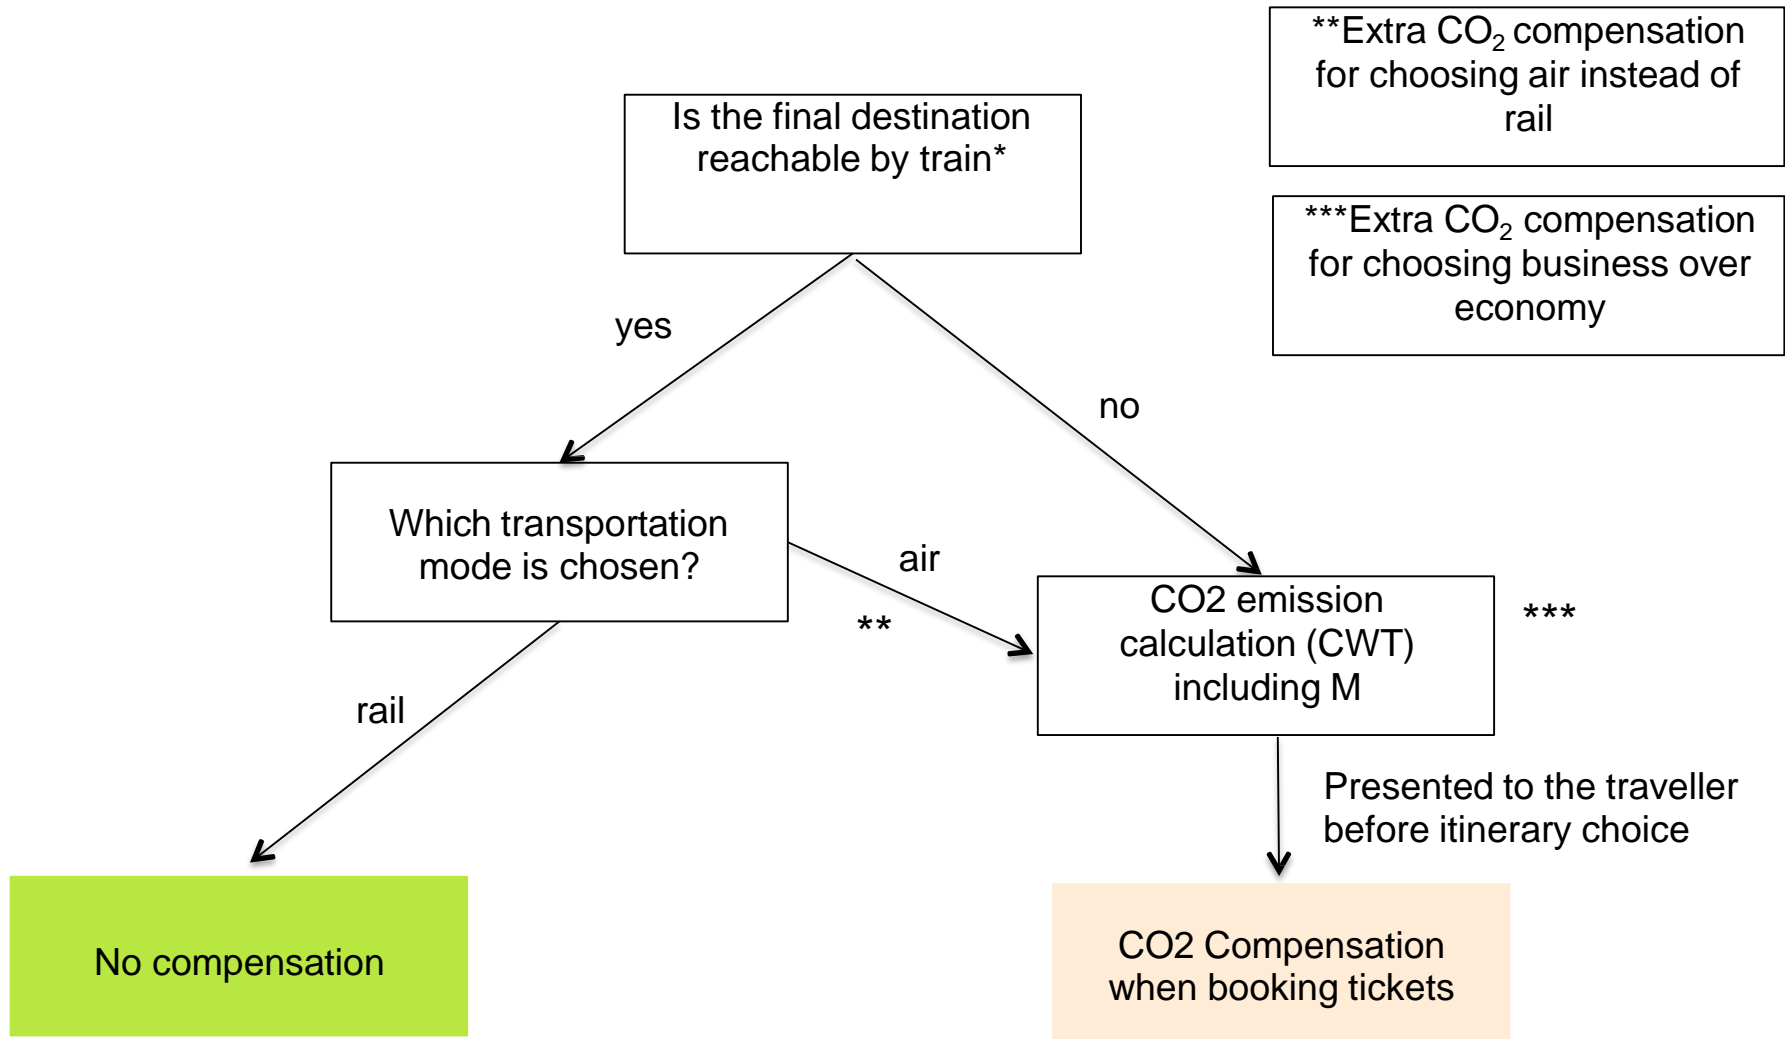 **Extra CO₂ compensation
for choosing air instead of
rail
Is the final destination
reachable by train*
***Extra CO₂ compensation
for choosing business over
economy
yes
no
Which transportation
mode is chosen?
air
**
CO2 emission
calculation (CWT)
including M
***
rail
Presented to the traveller
before itinerary choice
No compensation
CO2 Compensation
when booking tickets